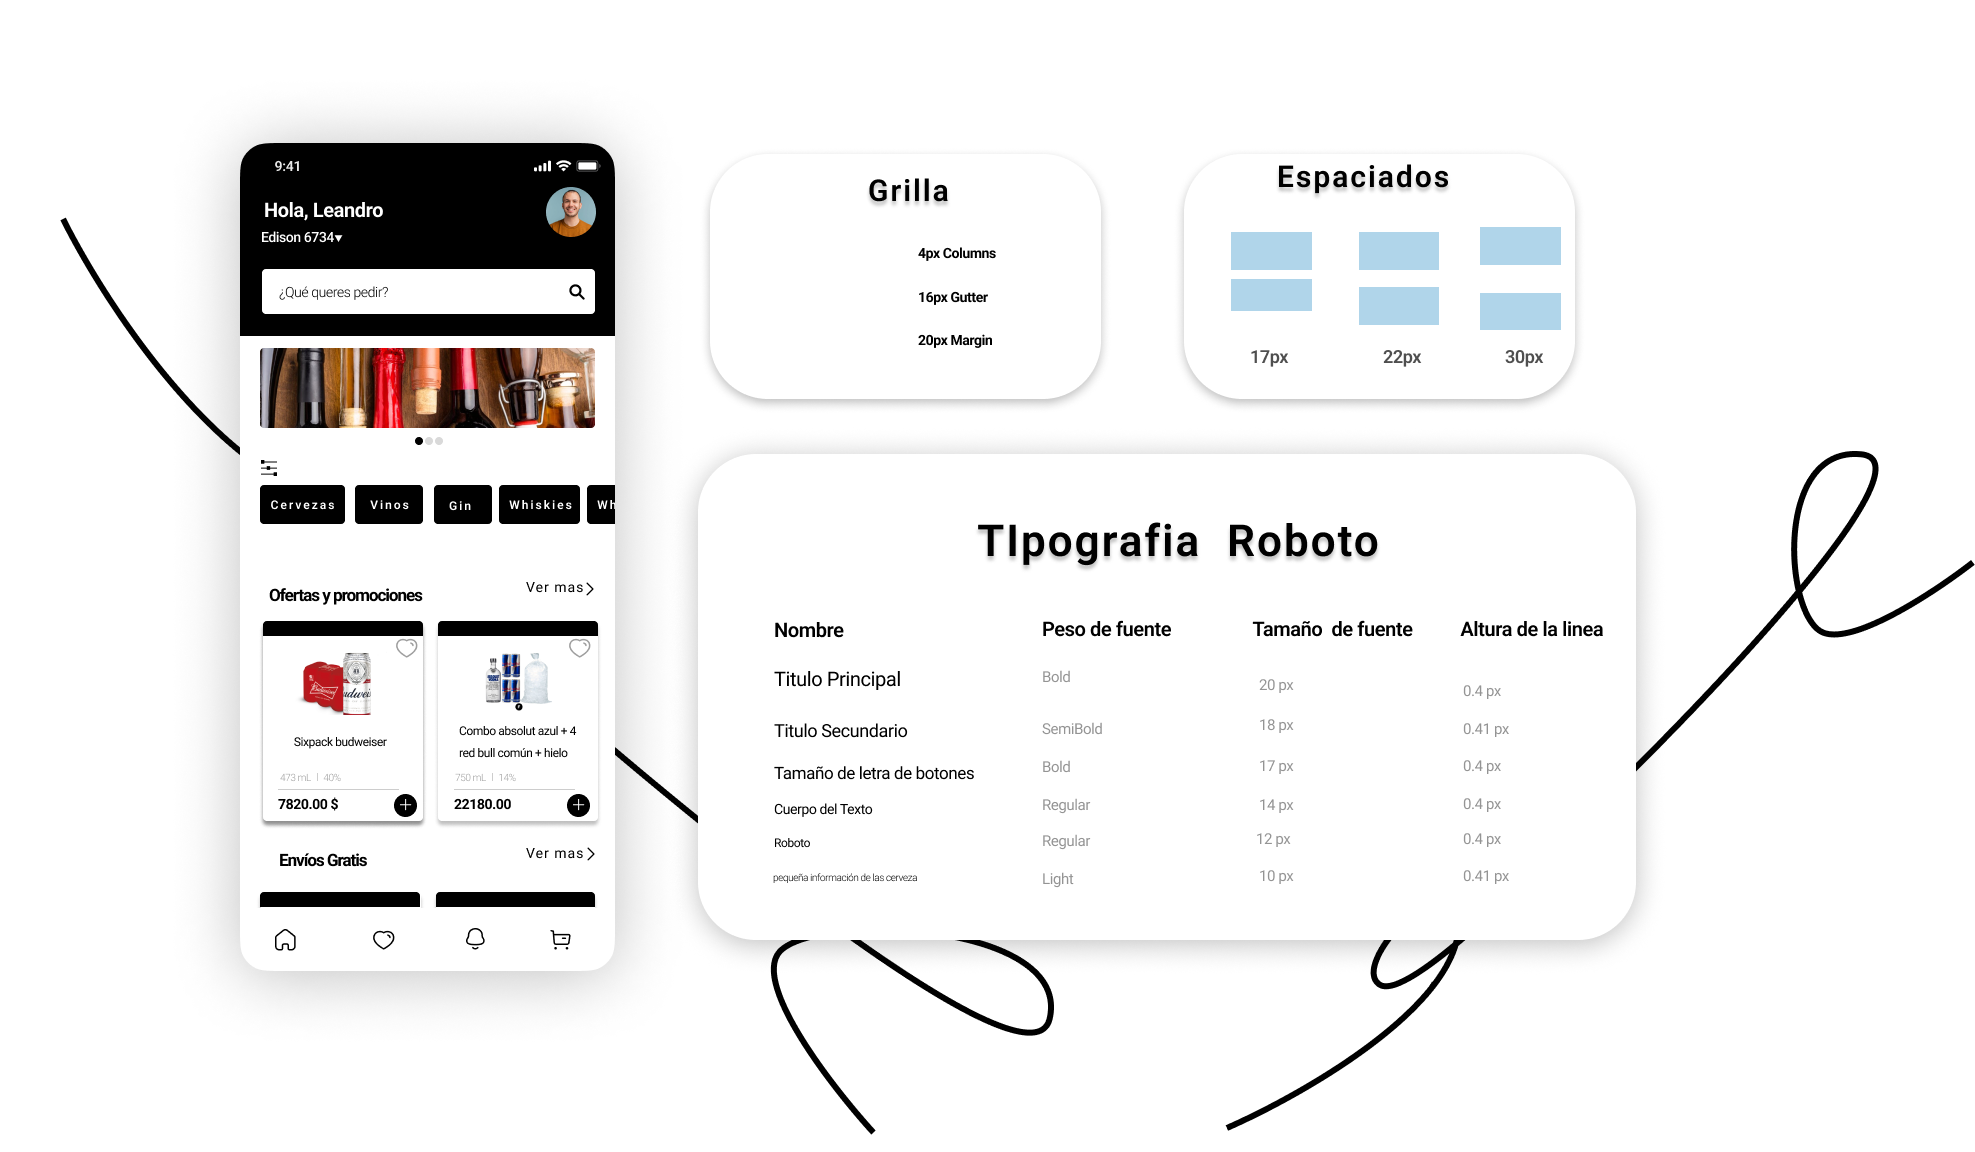 9:41
Hola, Leandro
Edison 6734▾
¿Qué queres pedir?
Cervezas
Vinos
Gin
Whiskies
Wh
Ofertas y promociones
Ver mas
Budweiser
udwei
Sixpack budweiser
473 mL | 40%
7820.00 $
Combo absolut azul + 4
red bull común + hielo
750 mL | 14%
22180.00
Envíos Gratis
Ver mas
Grilla
4px Columns
16px Gutter
20px Margin
Espaciados
17px
22px
30px
TIpografia Roboto
Nombre
Peso de fuente
Tamaño de fuente
Altura de la linea
Titulo Principal
Bold
20 px
0.4 px
Titulo Secundario
SemiBold
18 px
0.41 px
Tamaño de letra de botones
Bold
17 px
0.4 px
Cuerpo del Texto
Regular
14 px
0.4 px
Roboto
Regular
12 px
0.4 px
pequeña información de las cerveza
Light
10 px
0.41 px